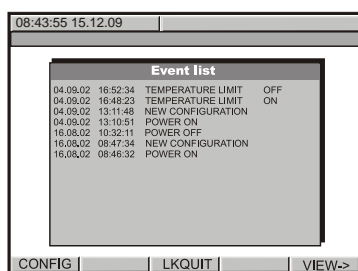 08:43:55 15.12.09
Event list
04.09.02 16:52:34 TEMPERATURE LIMIT OFF
04.09.02 16:48:23 TEMPERATURE LIMIT ON
04.09.02 13:11:48 NEW CONFIGURATION
04.09.02 13:10:51 POWER ON
16.08.02 10:32:11 POWER OFF
16.08.02 08:47:34 NEW CONFIGURATION
16.08.02 08:46:32 POWER ON
CONFIG LKQUIT VIEW->